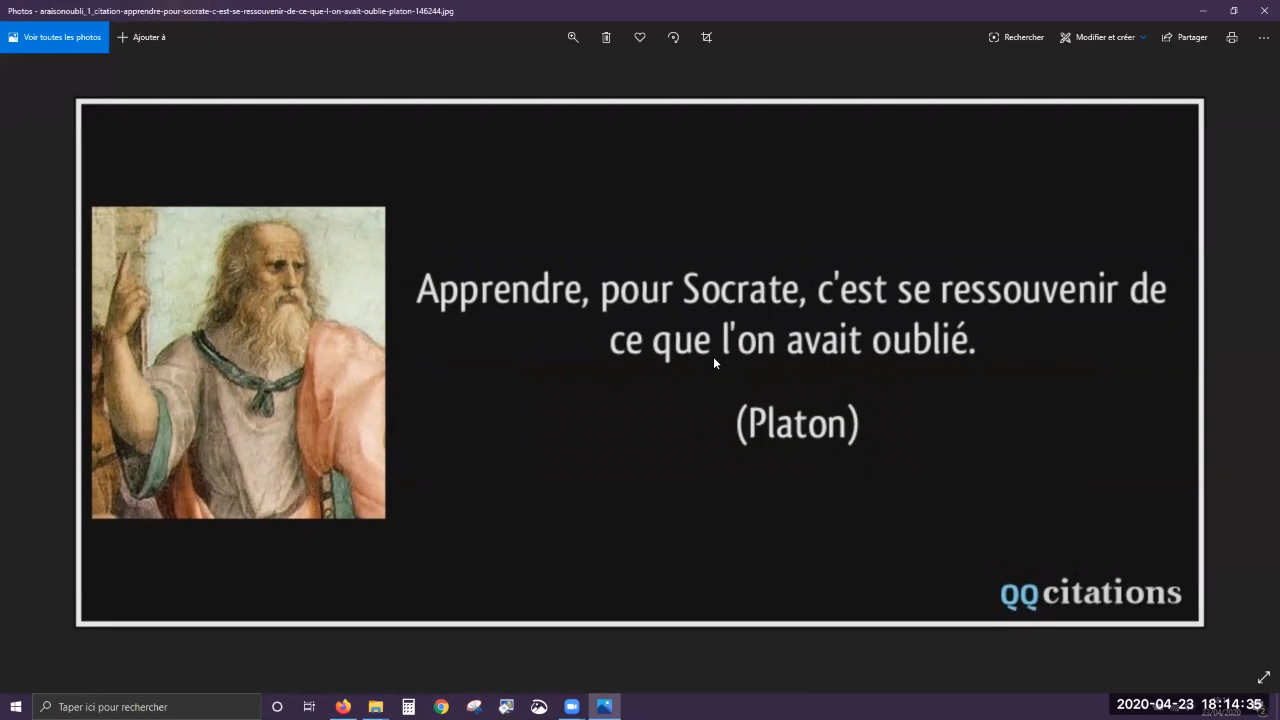 Photos - araisonoubli_1_citation-apprendre-pour-socrate-c-est-se-ressouvenir-de-ce-que-l-on-avait-oublie-platon-146244.jpg
Voir toutes les photos
Ajouter à
Rechercher
Modifier et créer
Partager
Apprendre, pour Socrate, c'est se ressouvenir de
ce que l'on avait oublié.
(Platon)
QQcitations
Taper ici pour rechercher
2020-04-23 18:14:35